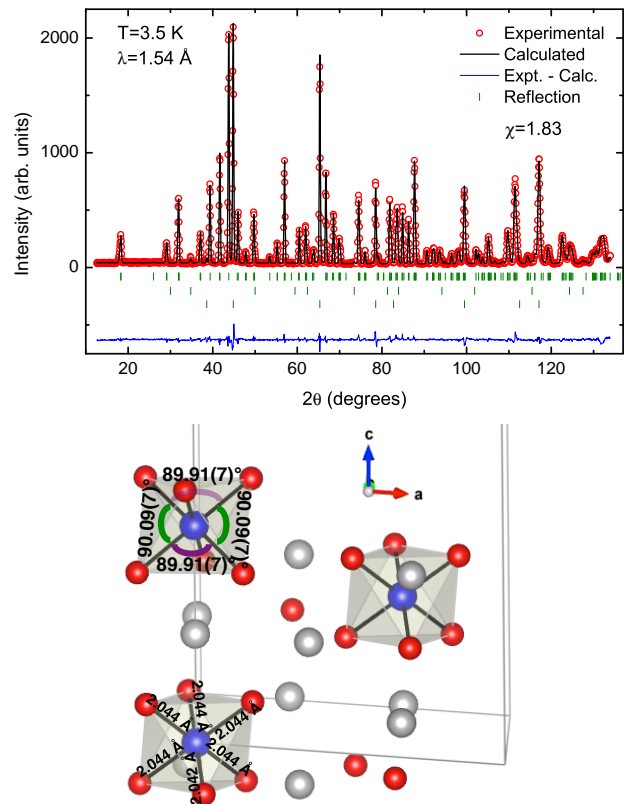 T=3.5 K
λ=1.54 Å
Experimental
Calculated
Expt. - Calc.
Reflection
χ=1.83
Intensity (arb. units)
2000
1000
0
20
40
60
80
100
120
2θ (degrees)
c
a
89.91(7)°
90.09(7)°
90.09(7)°
89.91(7)°
2.044 Å
2.044 Å
2.044 Å
2.044 Å
2.044 Å
2.042 Å